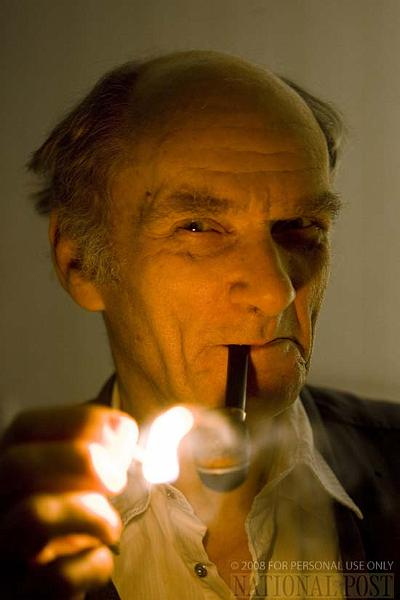 © 2008 FOR PERSONAL USE ONLY
NATIONAL POST